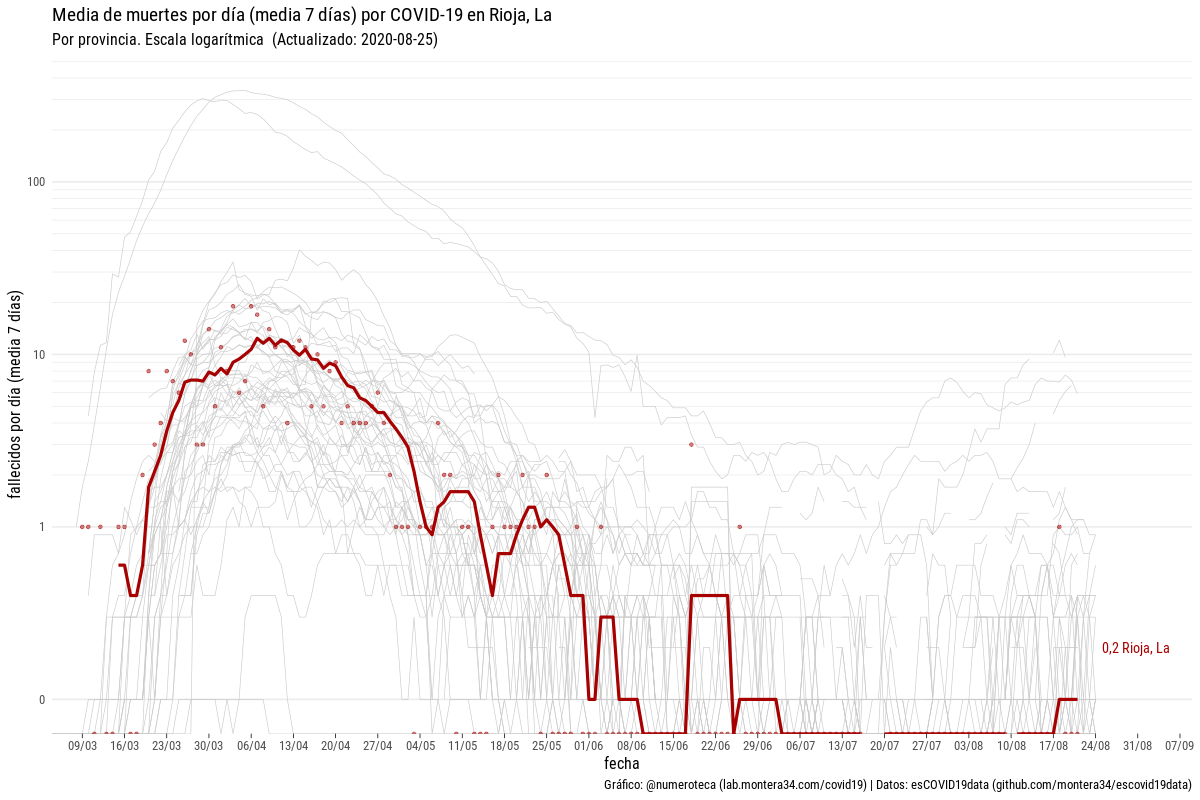 Media de muertes por día (media 7 días) por COVID-19 en Rioja, La
Por provincia. Escala logarítmica  (Actualizado: 2020-08-25)
fallecidos por día (media  7 días)
100
10
1
0
0,2 Rioja, La
09/03 16/03 23/03 30/03 06/04 13/04 20/04 27/04 04/05 11/05 18/05 25/05 01/06 08/06 15/06 22/06 29/06 06/07 13/07 20/07 27/07 03/08 10/08 17/08 24/08 31/08 07/09
fecha
Gráfico: @numeroteca (lab.montera34.com/covid19) | Datos: esCOVID19data (github.com/montera34/escovid19data)